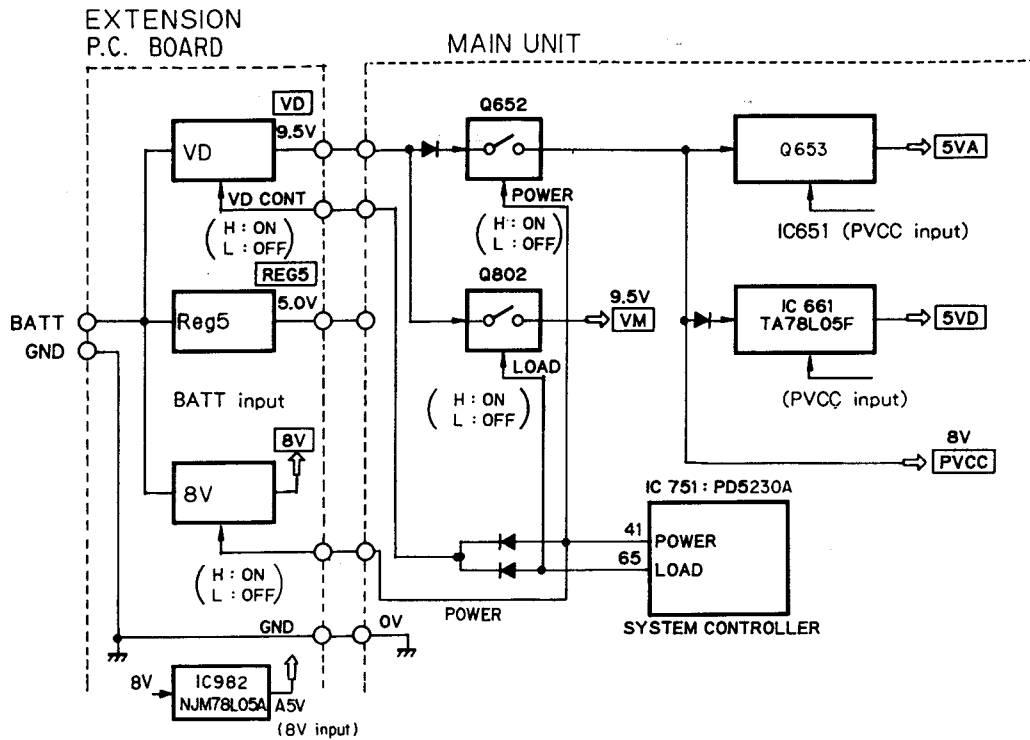 EXTENSION
P.C. BOARD
MAIN UNIT
VD
9.5V
VD
VD CONT
( H : ON
L : OFF )
Q652
POWER
( H : ON
L : OFF )
Q653
5VA
IC651 (PVCC input)
REG5
5.0V
Reg5
BATT
GND
BATT input
Q802
LOAD
( H : ON
L : OFF )
9.5V
VM
IC 661
TA78L05F
5VD
(PVCC input)
8V
PVCC
8V
8V
( H : ON
L : OFF )
IC 751 : PD5230A
41
POWER
65
LOAD
SYSTEM CONTROLLER
POWER
GND
0V
8V
IC982
NJM78L05A
A5V
(8V input)